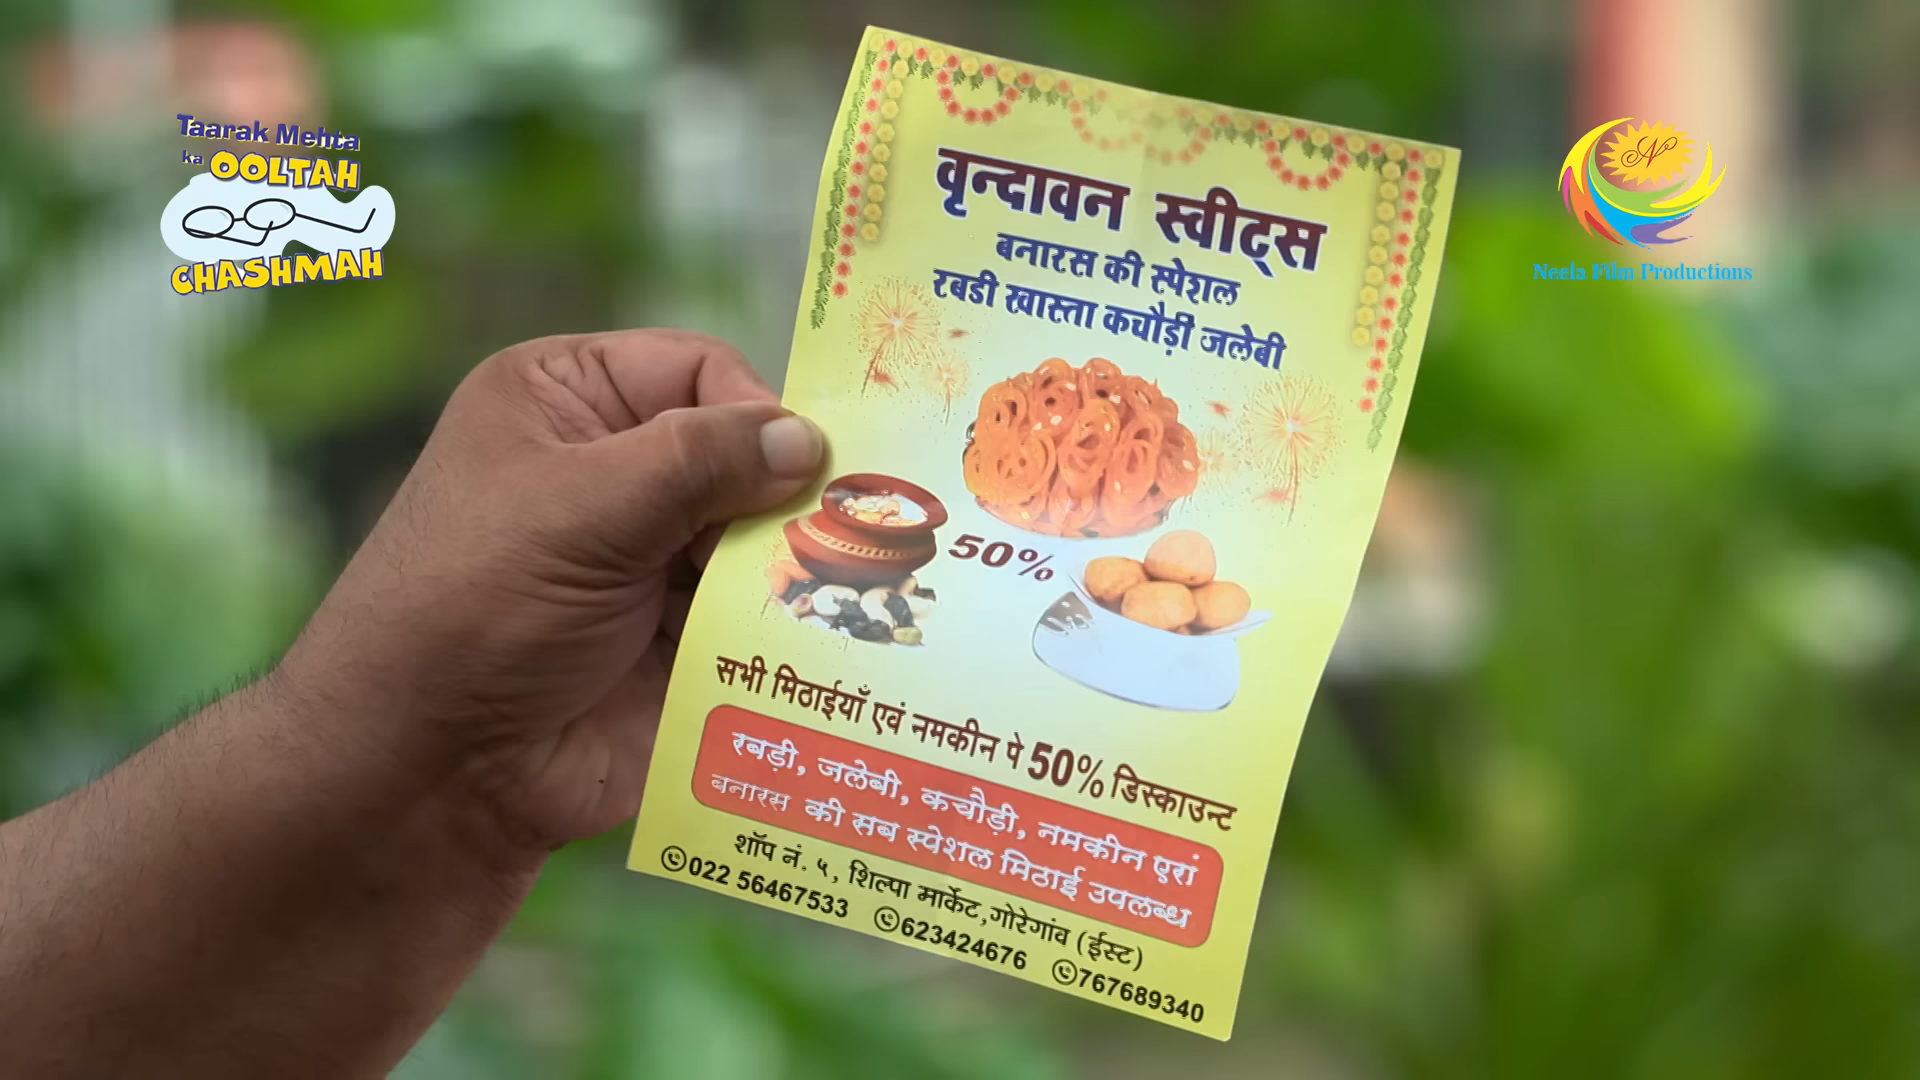 Taarak Mehta
ka OOLTAH
CHASHMAH
Neela Film Productions
वृन्दावन स्वीट्स
बनारस की स्पेशल
रबडी खास्ता कचौड़ी जलेबी
50%
सभी मिठाईयाँ एवं नमकीन पे 50% डिस्काउन्ट
रबड़ी, जलेबी, कचौड़ी, नमकीन एरां
बनारस की सब स्पेशल मिठाई उपलब्ध
शॉप नं. ५, शिल्पा मार्केट,गोरेगांव (ईस्ट)
022 56467533 623424676 767689340